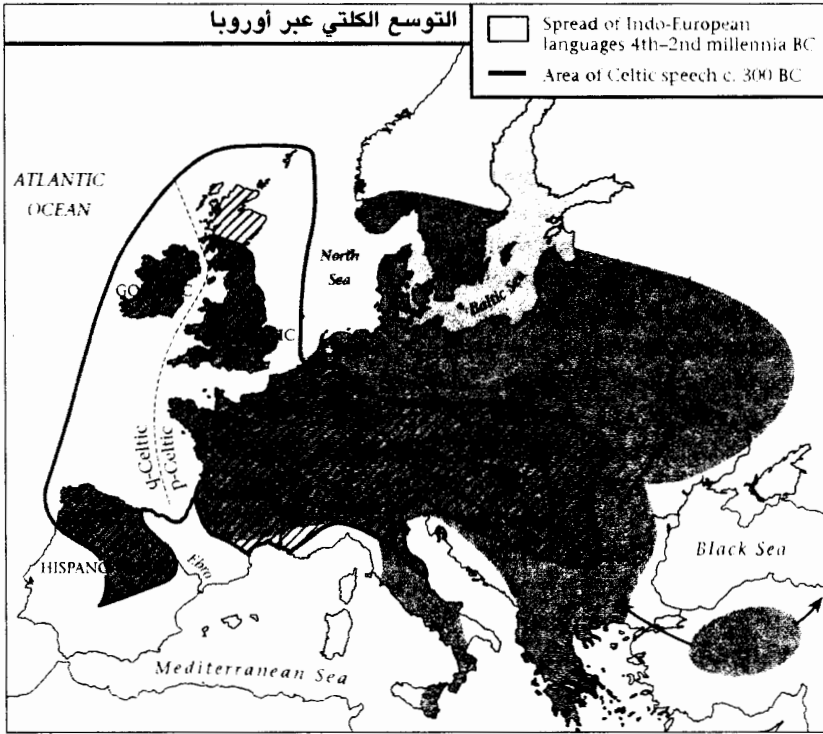 التوسع الكلتي عبر أوروبا
Spread of Indo-European
languages 4th–2nd millennia BC
Area of Celtic speech c. 300 BC
ATLANTIC
OCEAN
North
Sea
Baltic Sea
q-Celtic
p-Celtic
Ebro
Black Sea
Mediterranean Sea